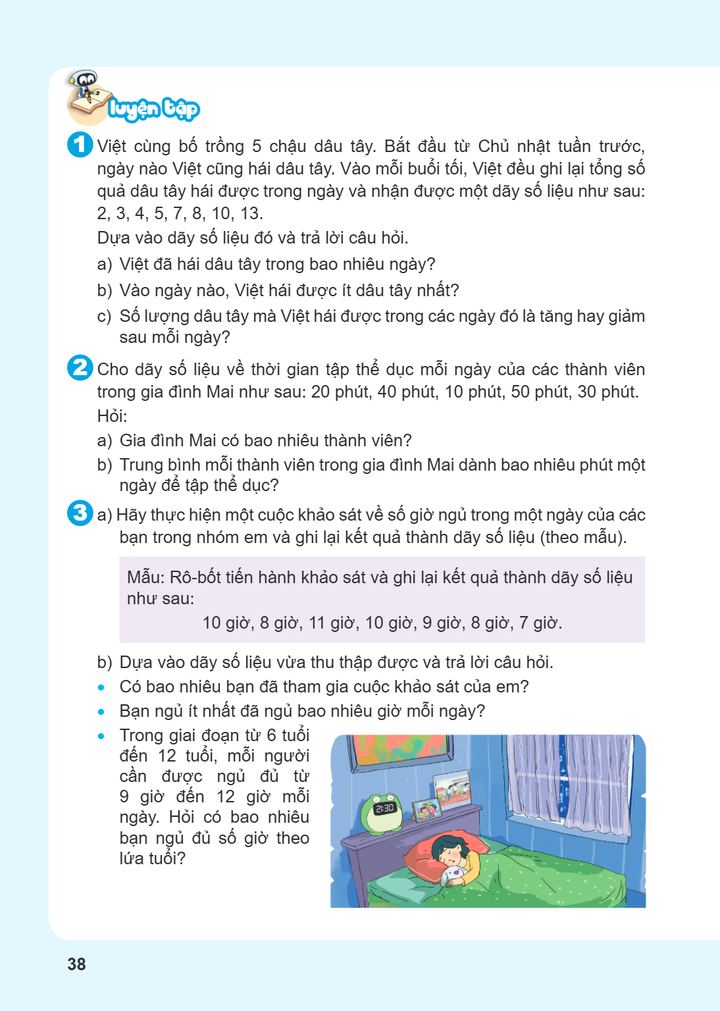 luyện tập
1 Việt cùng bố trồng 5 chậu dâu tây. Bắt đầu từ Chủ nhật tuần trước,
ngày nào Việt cũng hái dâu tây. Vào mỗi buổi tối, Việt đều ghi lại tổng số
quả dâu tây hái được trong ngày và nhận được một dãy số liệu như sau:
2, 3, 4, 5, 7, 8, 10, 13.
Dựa vào dãy số liệu đó và trả lời câu hỏi.
a) Việt đã hái dâu tây trong bao nhiêu ngày?
b) Vào ngày nào, Việt hái được ít dâu tây nhất?
c) Số lượng dâu tây mà Việt hái được trong các ngày đó là tăng hay giảm
sau mỗi ngày?
2 Cho dãy số liệu về thời gian tập thể dục mỗi ngày của các thành viên
trong gia đình Mai như sau: 20 phút, 40 phút, 10 phút, 50 phút, 30 phút.
Hỏi:
a) Gia đình Mai có bao nhiêu thành viên?
b) Trung bình mỗi thành viên trong gia đình Mai dành bao nhiêu phút một
ngày để tập thể dục?
3 a) Hãy thực hiện một cuộc khảo sát về số giờ ngủ trong một ngày của các
bạn trong nhóm em và ghi lại kết quả thành dãy số liệu (theo mẫu).
Mẫu: Rô-bốt tiến hành khảo sát và ghi lại kết quả thành dãy số liệu
như sau:
10 giờ, 8 giờ, 11 giờ, 10 giờ, 9 giờ, 8 giờ, 7 giờ.
b) Dựa vào dãy số liệu vừa thu thập được và trả lời câu hỏi.
• Có bao nhiêu bạn đã tham gia cuộc khảo sát của em?
• Bạn ngủ ít nhất đã ngủ bao nhiêu giờ mỗi ngày?
• Trong giai đoạn từ 6 tuổi
đến 12 tuổi, mỗi người
cần được ngủ đủ từ
9 giờ đến 12 giờ mỗi
ngày. Hỏi có bao nhiêu
bạn ngủ đủ số giờ theo
lứa tuổi?
21:30
38